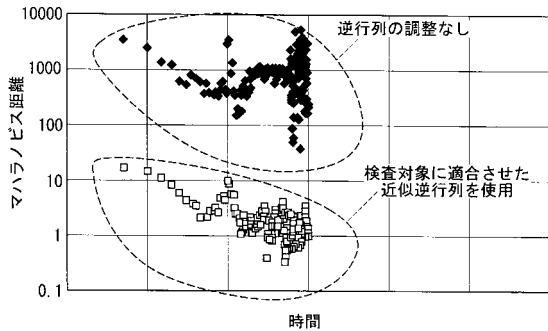 10000
1000
100
10
1
0.1
マハラノビス距離
逆行列の調整なし
検査対象に適合させた
近似逆行列を使用
時間